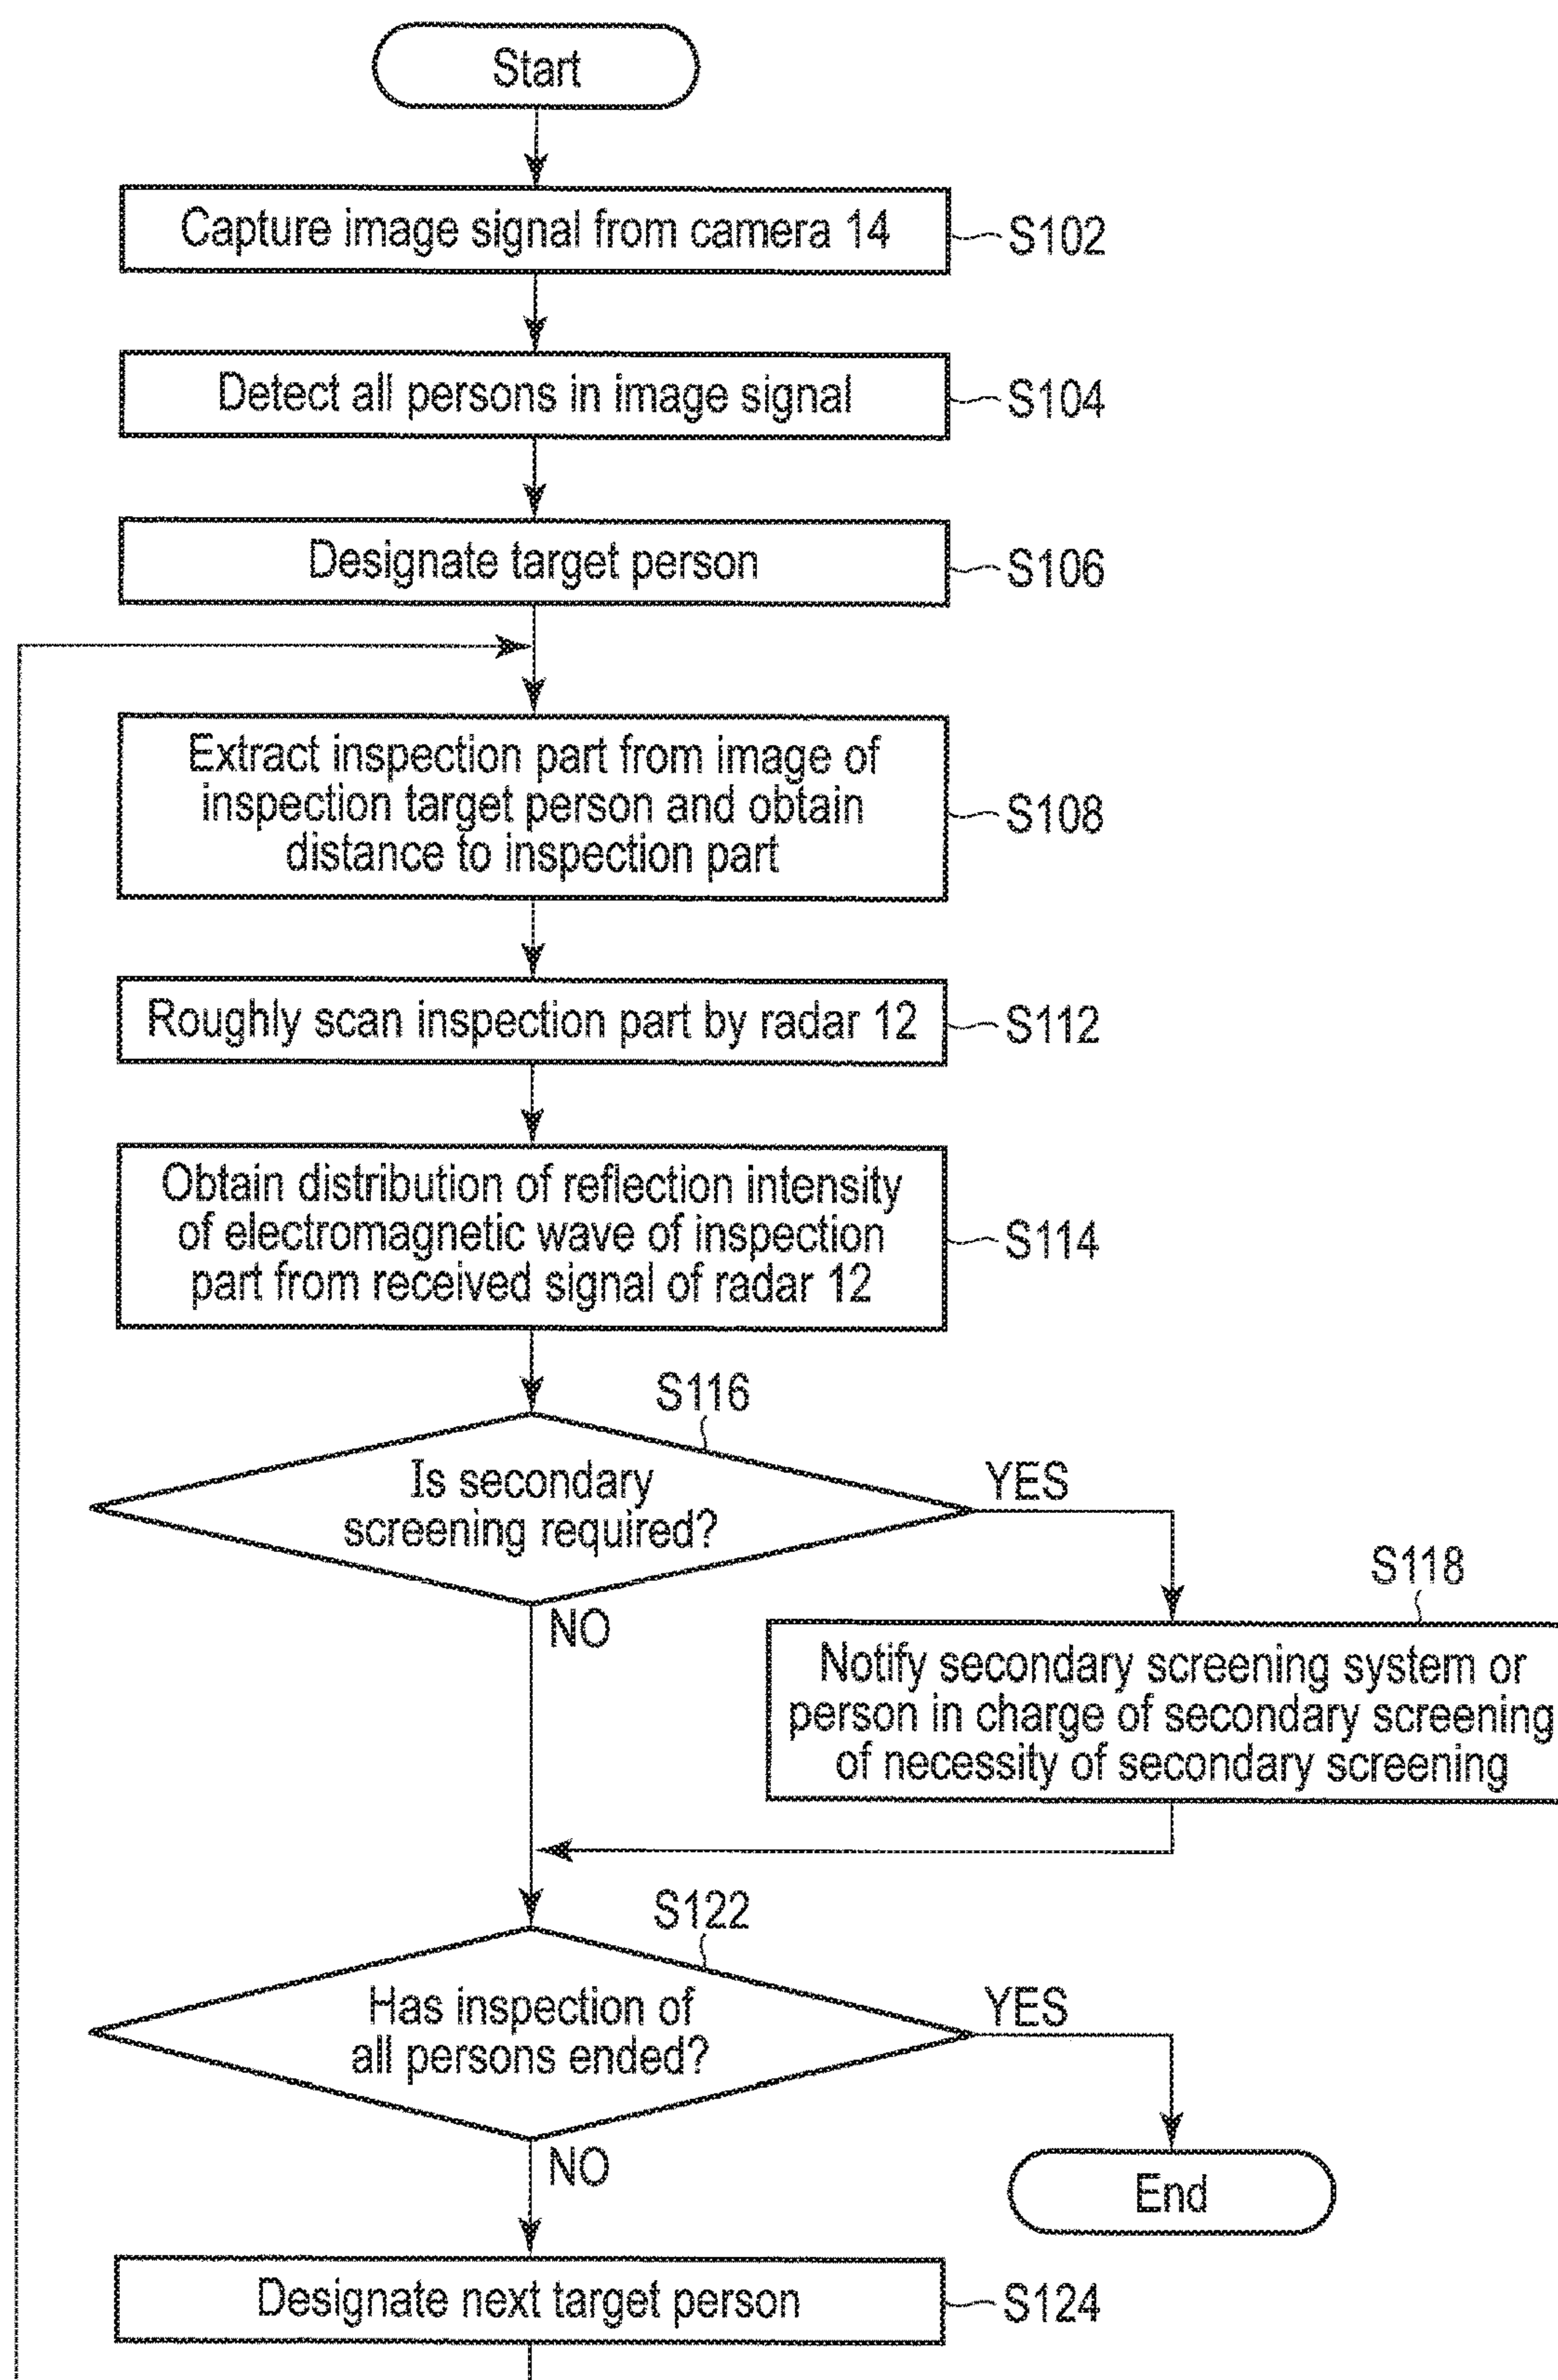 Start
Capture image signal from camera 14
S102
Detect all persons in image signal
S104
Designate target person
S106
Extract inspection part from image of
inspection target person and obtain
distance to inspection part
S108
Roughly scan inspection part by radar 12
S112
Obtain distribution of reflection intensity
of electromagnetic wave of inspection
part from received signal of radar 12
S114
S116
Is secondary
screening required?
YES
NO
S118
Notify secondary screening system or
person in charge of secondary screening
of necessity of secondary screening
S122
Has inspection of
all persons ended?
YES
NO
End
Designate next target person
S124